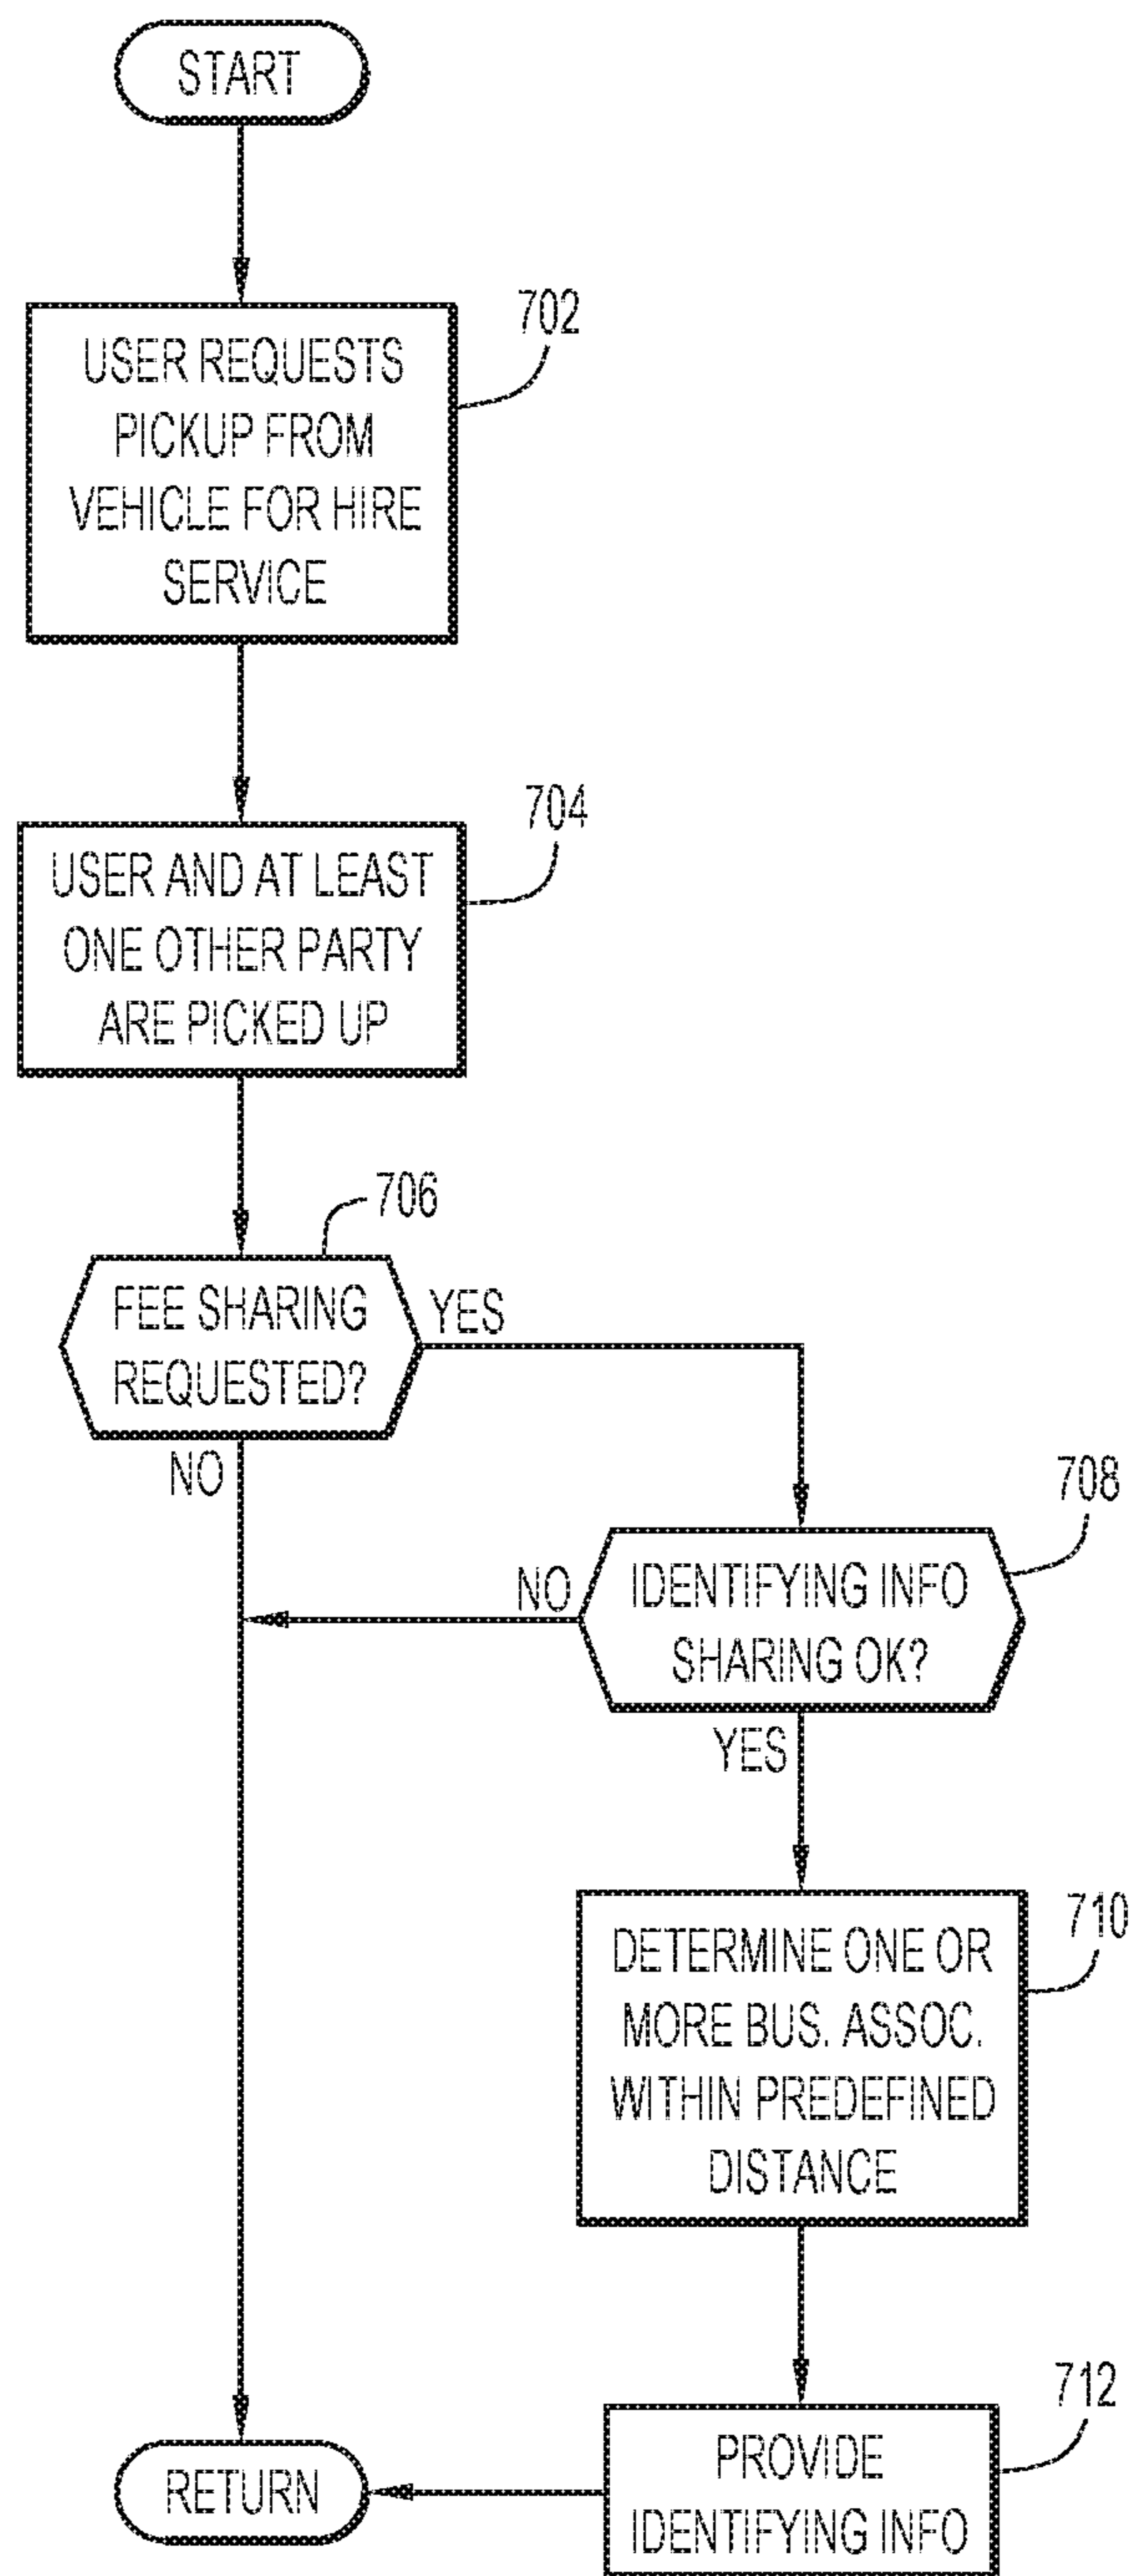 START
702
USER REQUESTS
PICKUP FROM
VEHICLE FOR HIRE
SERVICE
704
USER AND AT LEAST
ONE OTHER PARTY
ARE PICKED UP
706
FEE SHARING
REQUESTED?
YES
NO
708
IDENTIFYING INFO
SHARING OK?
NO
YES
710
DETERMINE ONE OR
MORE BUS. ASSOC.
WITHIN PREDEFINED
DISTANCE
712
PROVIDE
IDENTIFYING INFO
RETURN